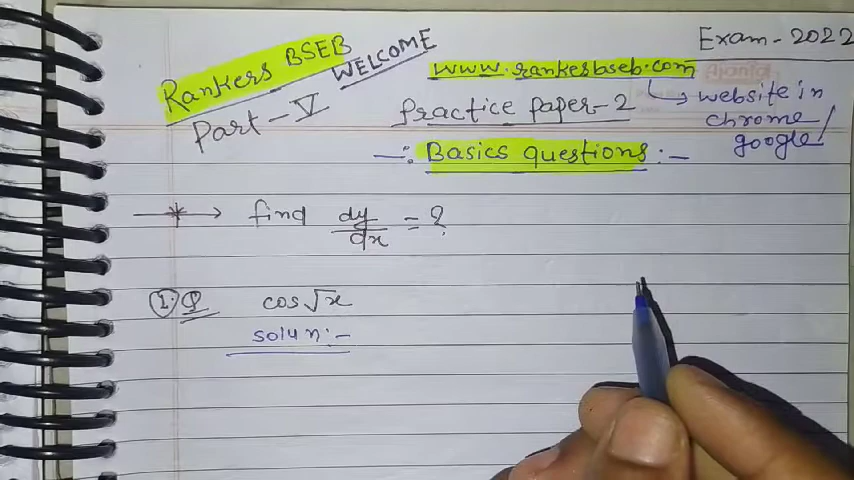 Exam-2022
Rankers BSEB
WELCOME
www.rankersbseb.com
Part-V
Practice paper-2
website in
chrome/
google
-: Basics questions :-
find dy/dx = ?
1. Q cos√x
solun:-